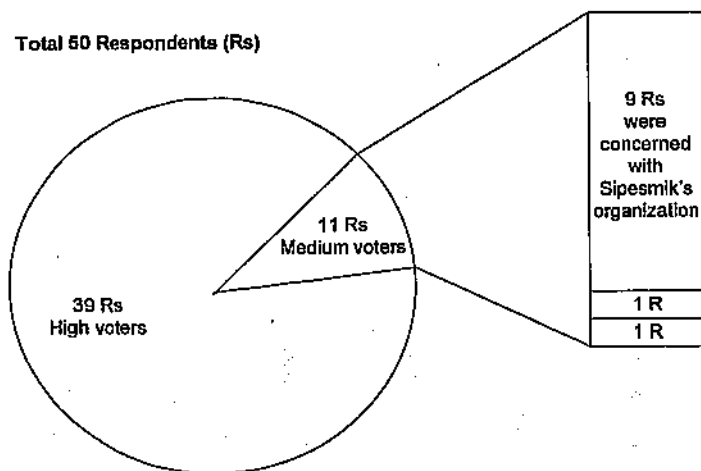 Total 50 Respondents (Rs)
9 Rs
were
concerned
with
Sipesmik's
organization
11 Rs
Medium voters
39 Rs
High voters
1 R
1 R